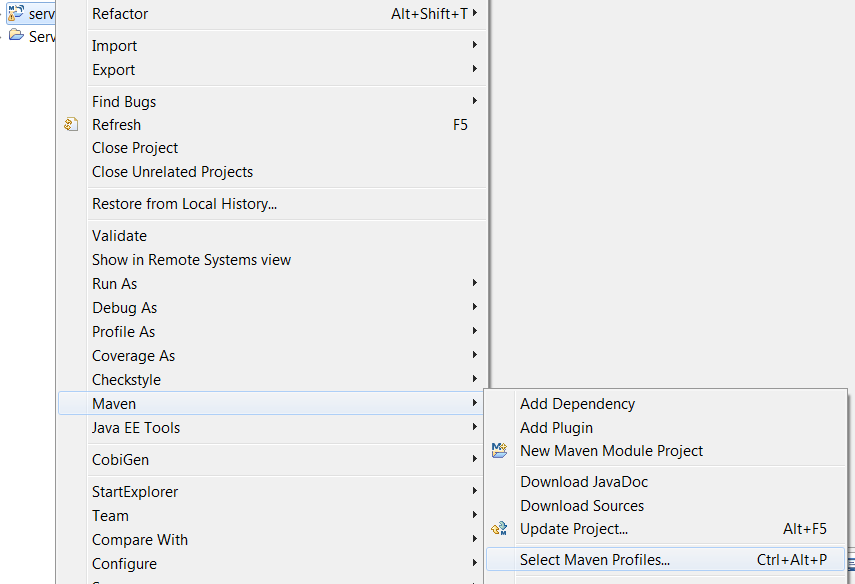 serv
Serv
Refactor Alt+Shift+T
Import
Export
Find Bugs
Refresh F5
Close Project
Close Unrelated Projects
Restore from Local History...
Validate
Show in Remote Systems view
Run As
Debug As
Profile As
Coverage As
Checkstyle
Maven
Java EE Tools
CobiGen
StartExplorer
Team
Compare With
Configure
Add Dependency
Add Plugin
New Maven Module Project
Download JavaDoc
Download Sources
Update Project... Alt+F5
Select Maven Profiles... Ctrl+Alt+P